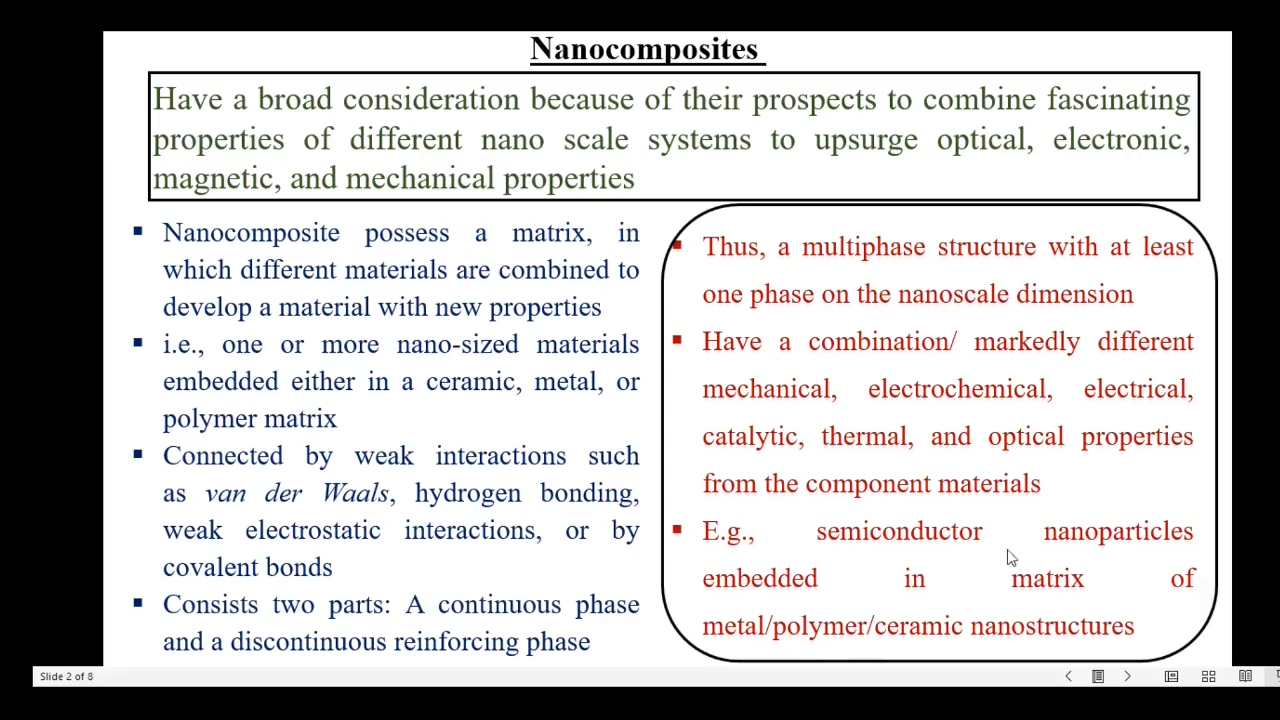 Nanocomposites
Have a broad consideration because of their prospects to combine fascinating
properties of different nano scale systems to upsurge optical, electronic,
magnetic, and mechanical properties
▪ Nanocomposite possess a matrix, in
which different materials are combined to
develop a material with new properties
▪ i.e., one or more nano-sized materials
embedded either in a ceramic, metal, or
polymer matrix
▪ Connected by weak interactions such
as van der Waals, hydrogen bonding,
weak electrostatic interactions, or by
covalent bonds
▪ Consists two parts: A continuous phase
and a discontinuous reinforcing phase
▪ Thus, a multiphase structure with at least
one phase on the nanoscale dimension
▪ Have a combination/ markedly different
mechanical, electrochemical, electrical,
catalytic, thermal, and optical properties
from the component materials
▪ E.g., semiconductor nanoparticles
embedded in matrix of
metal/polymer/ceramic nanostructures
Slide 2 of 8